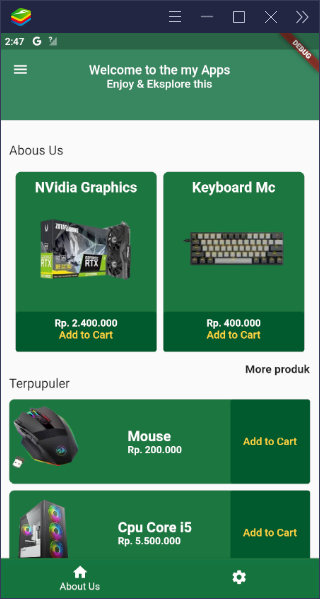 2:47 G
DEBUG
Welcome to the my Apps
Enjoy & Eksplore this
Abous Us
NVidia Graphics
Keyboard Mc
Rp. 2.400.000
Add to Cart
Rp. 400.000
Add to Cart
More produk
Terpupuler
Mouse
Rp. 200.000
Add to Cart
Cpu Core i5
Rp. 5.500.000
Add to Cart
About Us